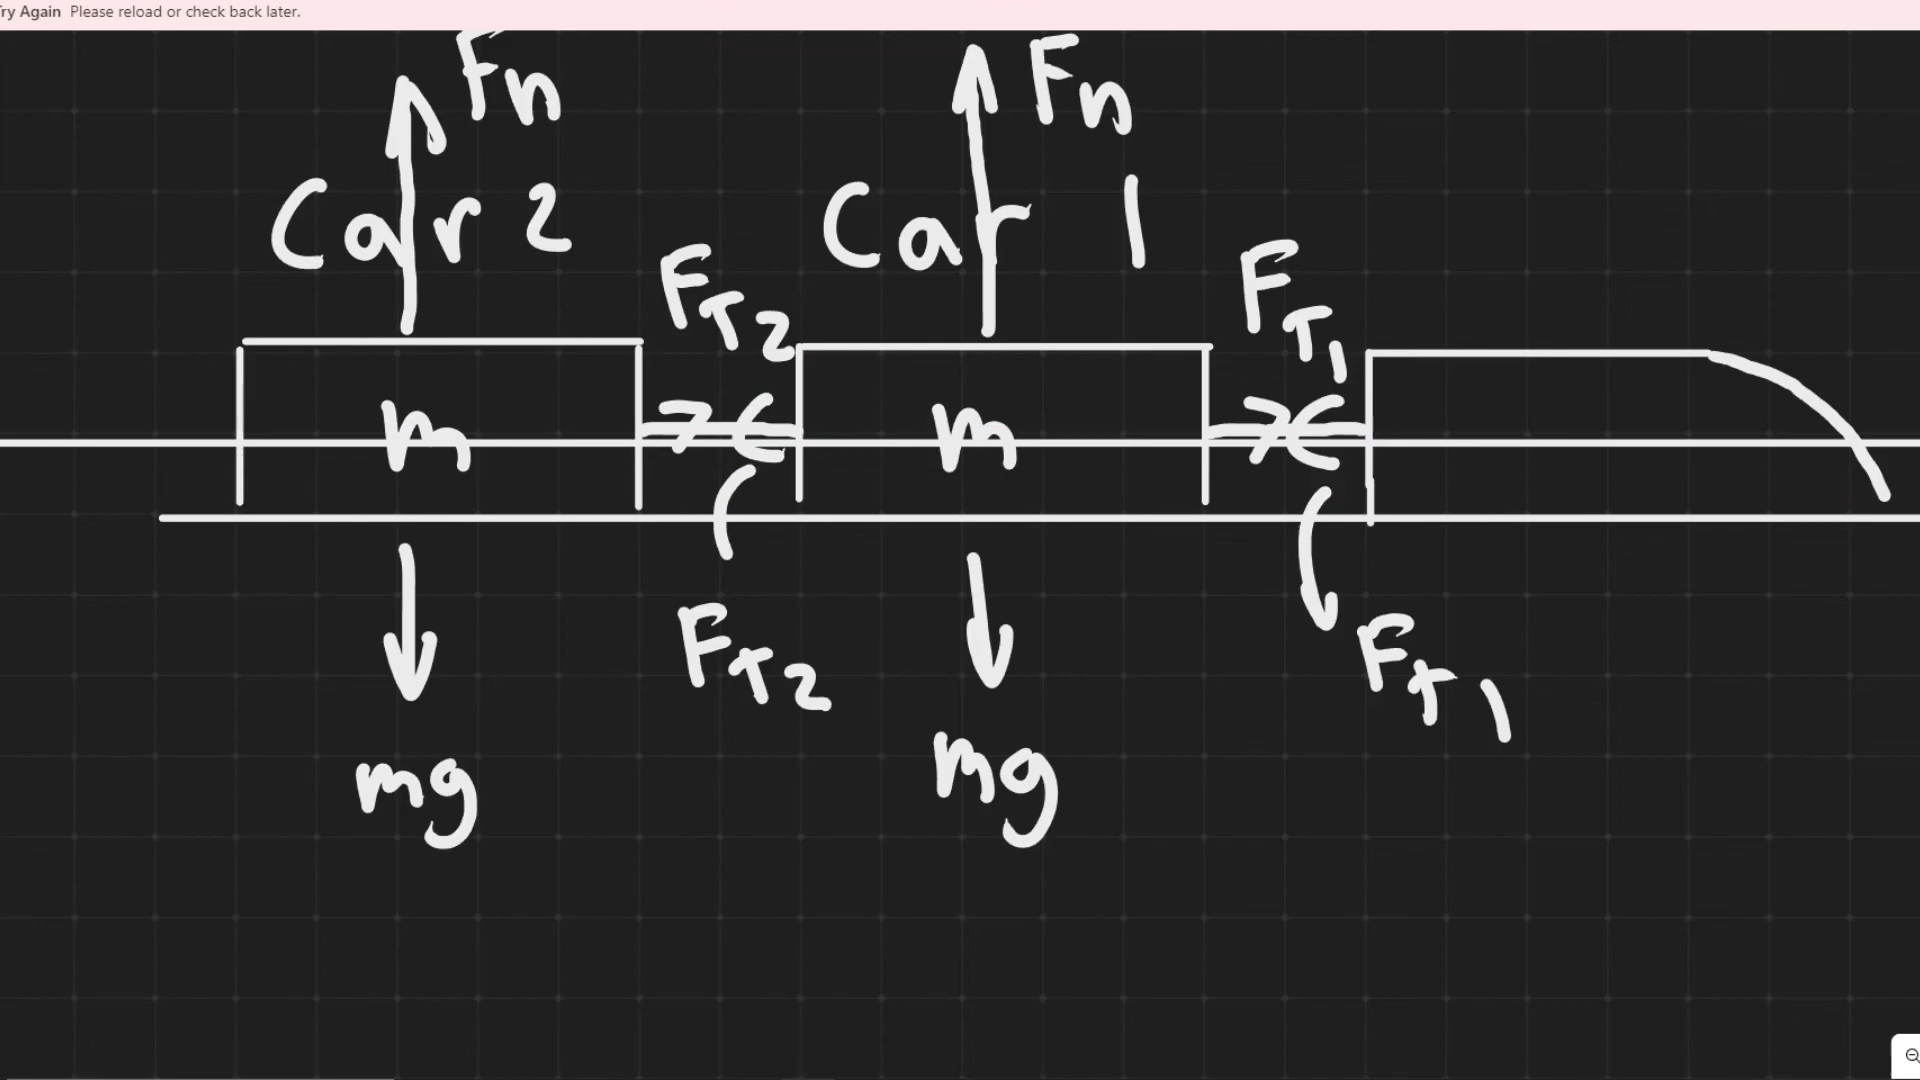 Try Again Please reload or check back later.
Fn Fn
Car 2 Car 1
FT2 FT1
m m
FT2 FT1
mg mg